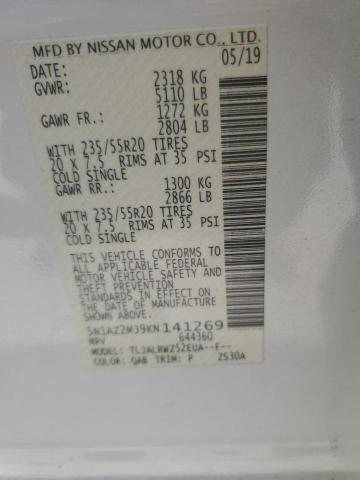 MFD BY NISSAN MOTOR CO., LTD.
DATE: 05/19
GVWR: 2318 KG
5110 LB
GAWR FR.: 1272 KG
2804 LB
WITH 235/55R20 TIRES
20 X 7.5 RIMS AT 35 PSI
COLD SINGLE
GAWR RR.: 1300 KG
2866 LB
WITH 235/55R20 TIRES
20 X 7.5 RIMS AT 35 PSI
COLD SINGLE
THIS VEHICLE CONFORMS TO
ALL APPLICABLE FEDERAL
MOTOR VEHICLE SAFETY AND
THEFT PREVENTION
STANDARDS IN EFFECT ON
THE DATE OF MANUFACTURE
SHOWN ABOVE.
5N1AZ2MJ9KN141269
MPV 644360
MODEL: TLJALRWZ52EUA--F--
COLOR: QAB TRIM: P 2530A